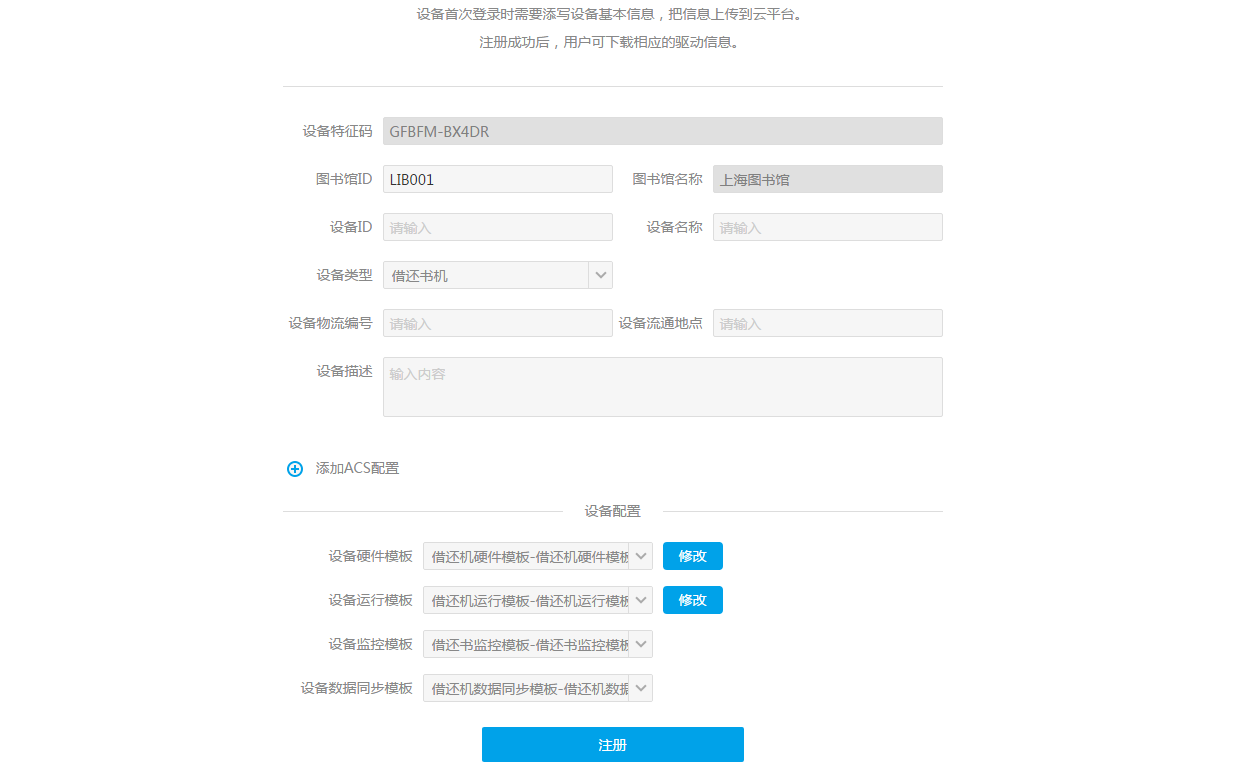 设备首次登录时需要添写设备基本信息，把信息上传到云平台。
注册成功后，用户可下载相应的驱动信息。
设备特征码 GFBFM-BX4DR
图书馆ID LIB001 图书馆名称 上海图书馆
设备ID 请输入 设备名称 请输入
设备类型 借还书机
设备物流编号 请输入 设备流通地点 请输入
设备描述 输入内容
添加ACS配置
设备配置
设备硬件模板 借还机硬件模板-借还机硬件模板 修改
设备运行模板 借还机运行模板-借还机运行模板 修改
设备监控模板 借还书监控模板-借还书监控模板
设备数据同步模板 借还机数据同步模板-借还机数据
注册